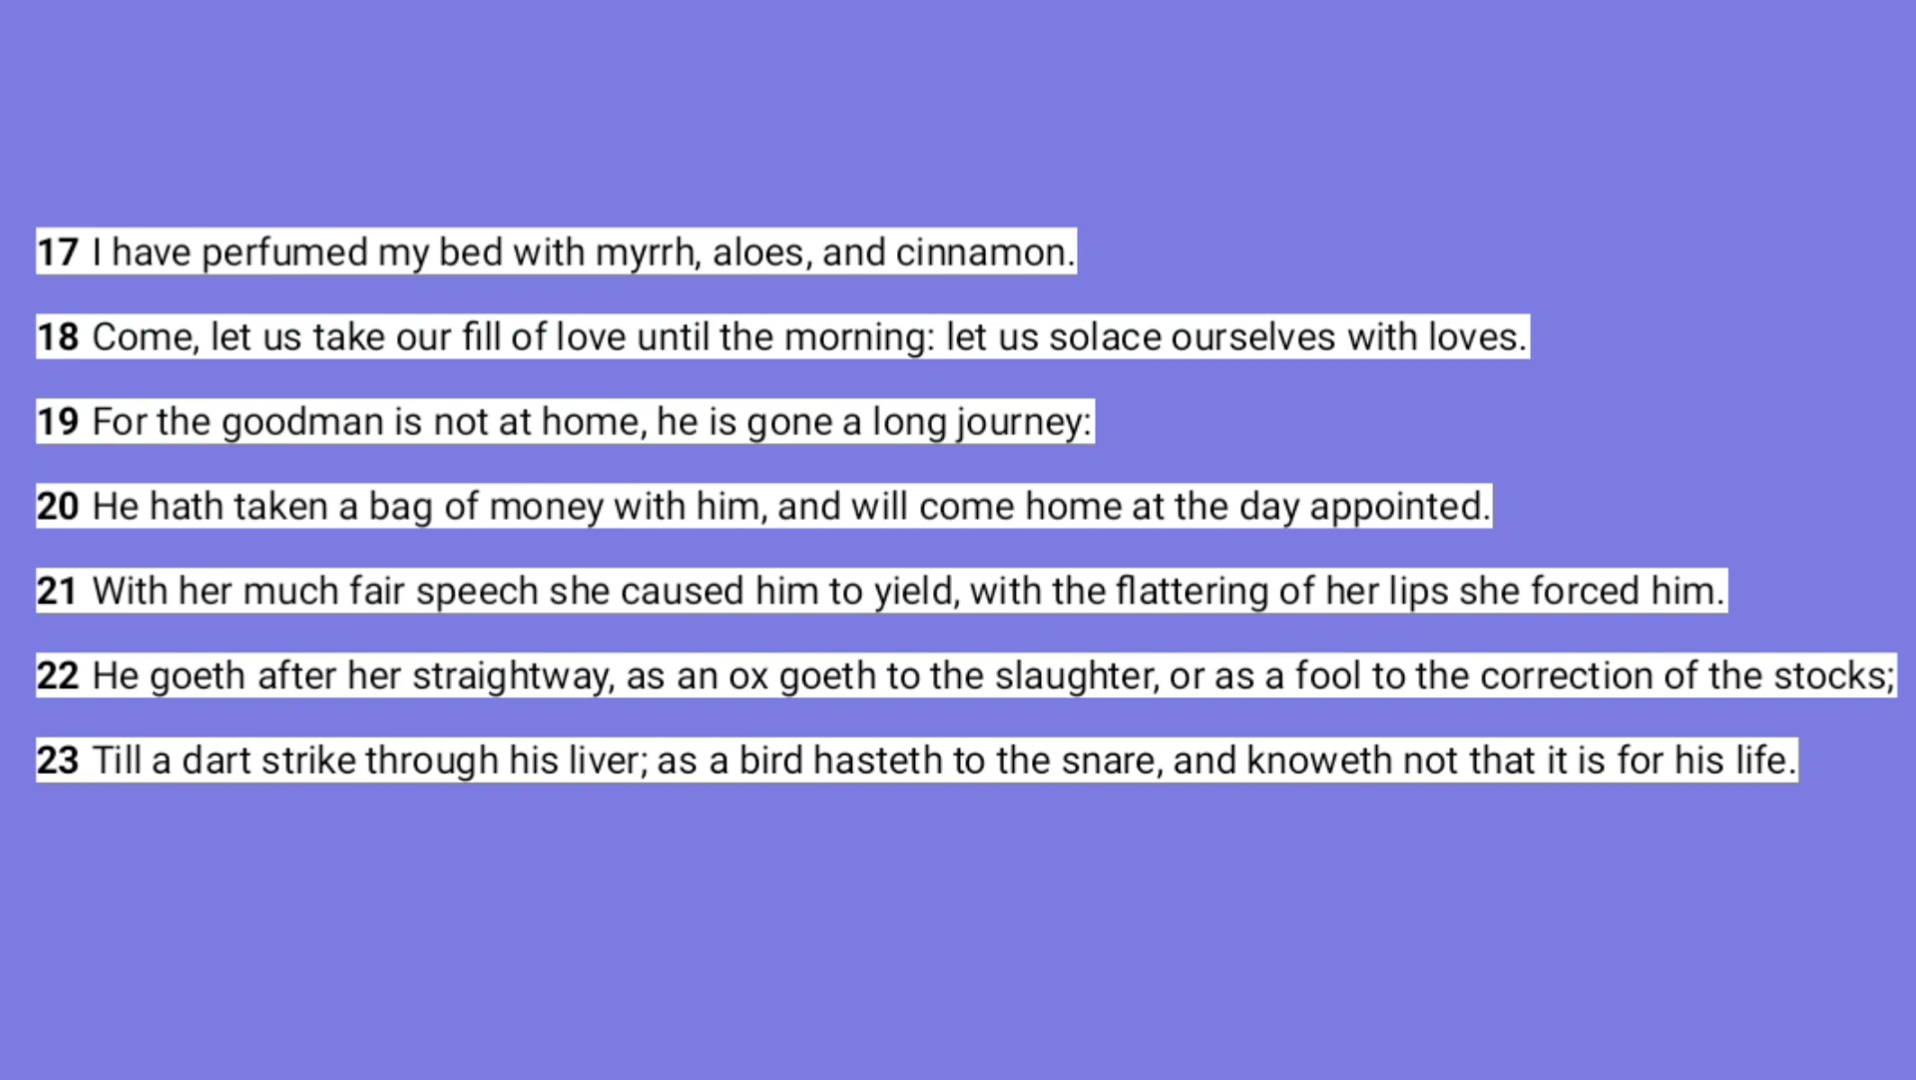 17 I have perfumed my bed with myrrh, aloes, and cinnamon.
18 Come, let us take our fill of love until the morning: let us solace ourselves with loves.
19 For the goodman is not at home, he is gone a long journey:
20 He hath taken a bag of money with him, and will come home at the day appointed.
21 With her much fair speech she caused him to yield, with the flattering of her lips she forced him.
22 He goeth after her straightway, as an ox goeth to the slaughter, or as a fool to the correction of the stocks;
23 Till a dart strike through his liver; as a bird hasteth to the snare, and knoweth not that it is for his life.